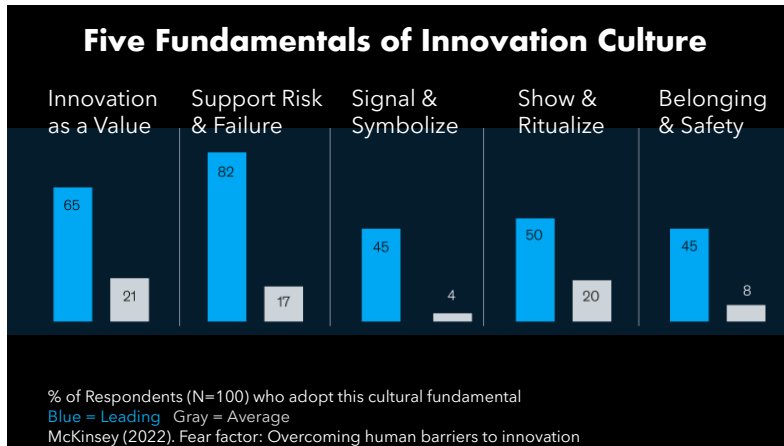 Five Fundamentals of Innovation Culture
Innovation
as a Value
Support Risk
& Failure
Signal &
Symbolize
Show &
Ritualize
Belonging
& Safety
65
21
82
17
45
4
50
20
45
8
% of Respondents (N=100) who adopt this cultural fundamental
Blue = Leading Gray = Average
McKinsey (2022). Fear factor: Overcoming human barriers to innovation